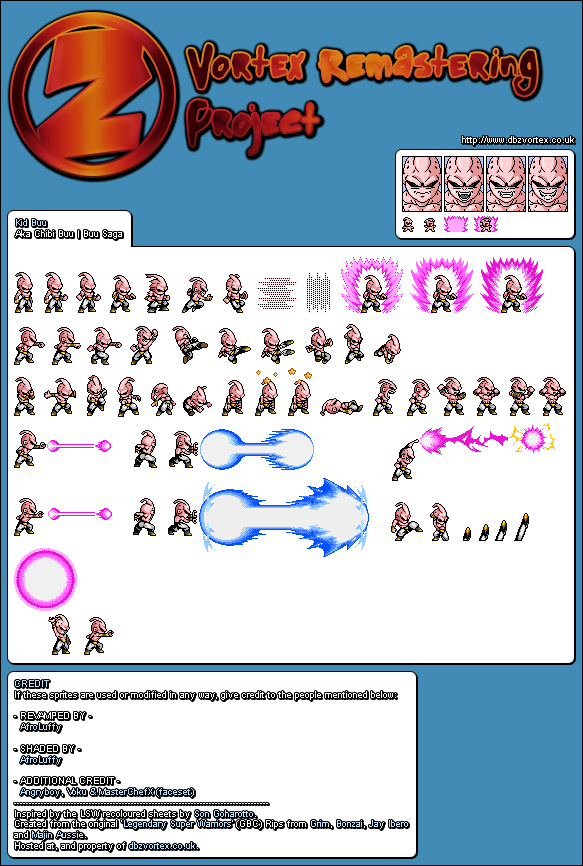 Z
Vortex Remastering
Project
http://www.dbzvortex.co.uk
Kid Buu
Aka Chibi Buu | Buu Saga
CREDIT
If these sprites are used or modified in any way, give credit to the people mentioned below:
- REVAMPED BY -
AfroLuffy
- SHADED BY -
AfroLuffy
- ADDITIONAL CREDIT -
Angryboy, Voku & MasterChefX (faceset)
Inspired by the LSW recoloured sheets by Son Goharotto.
Created from the original "Legendary Super Warriors" (GBC) Rips from Grim, Bonzai, Jay Ibero
and Majin Aussie.
Hosted at, and property of dbzvortex.co.uk.